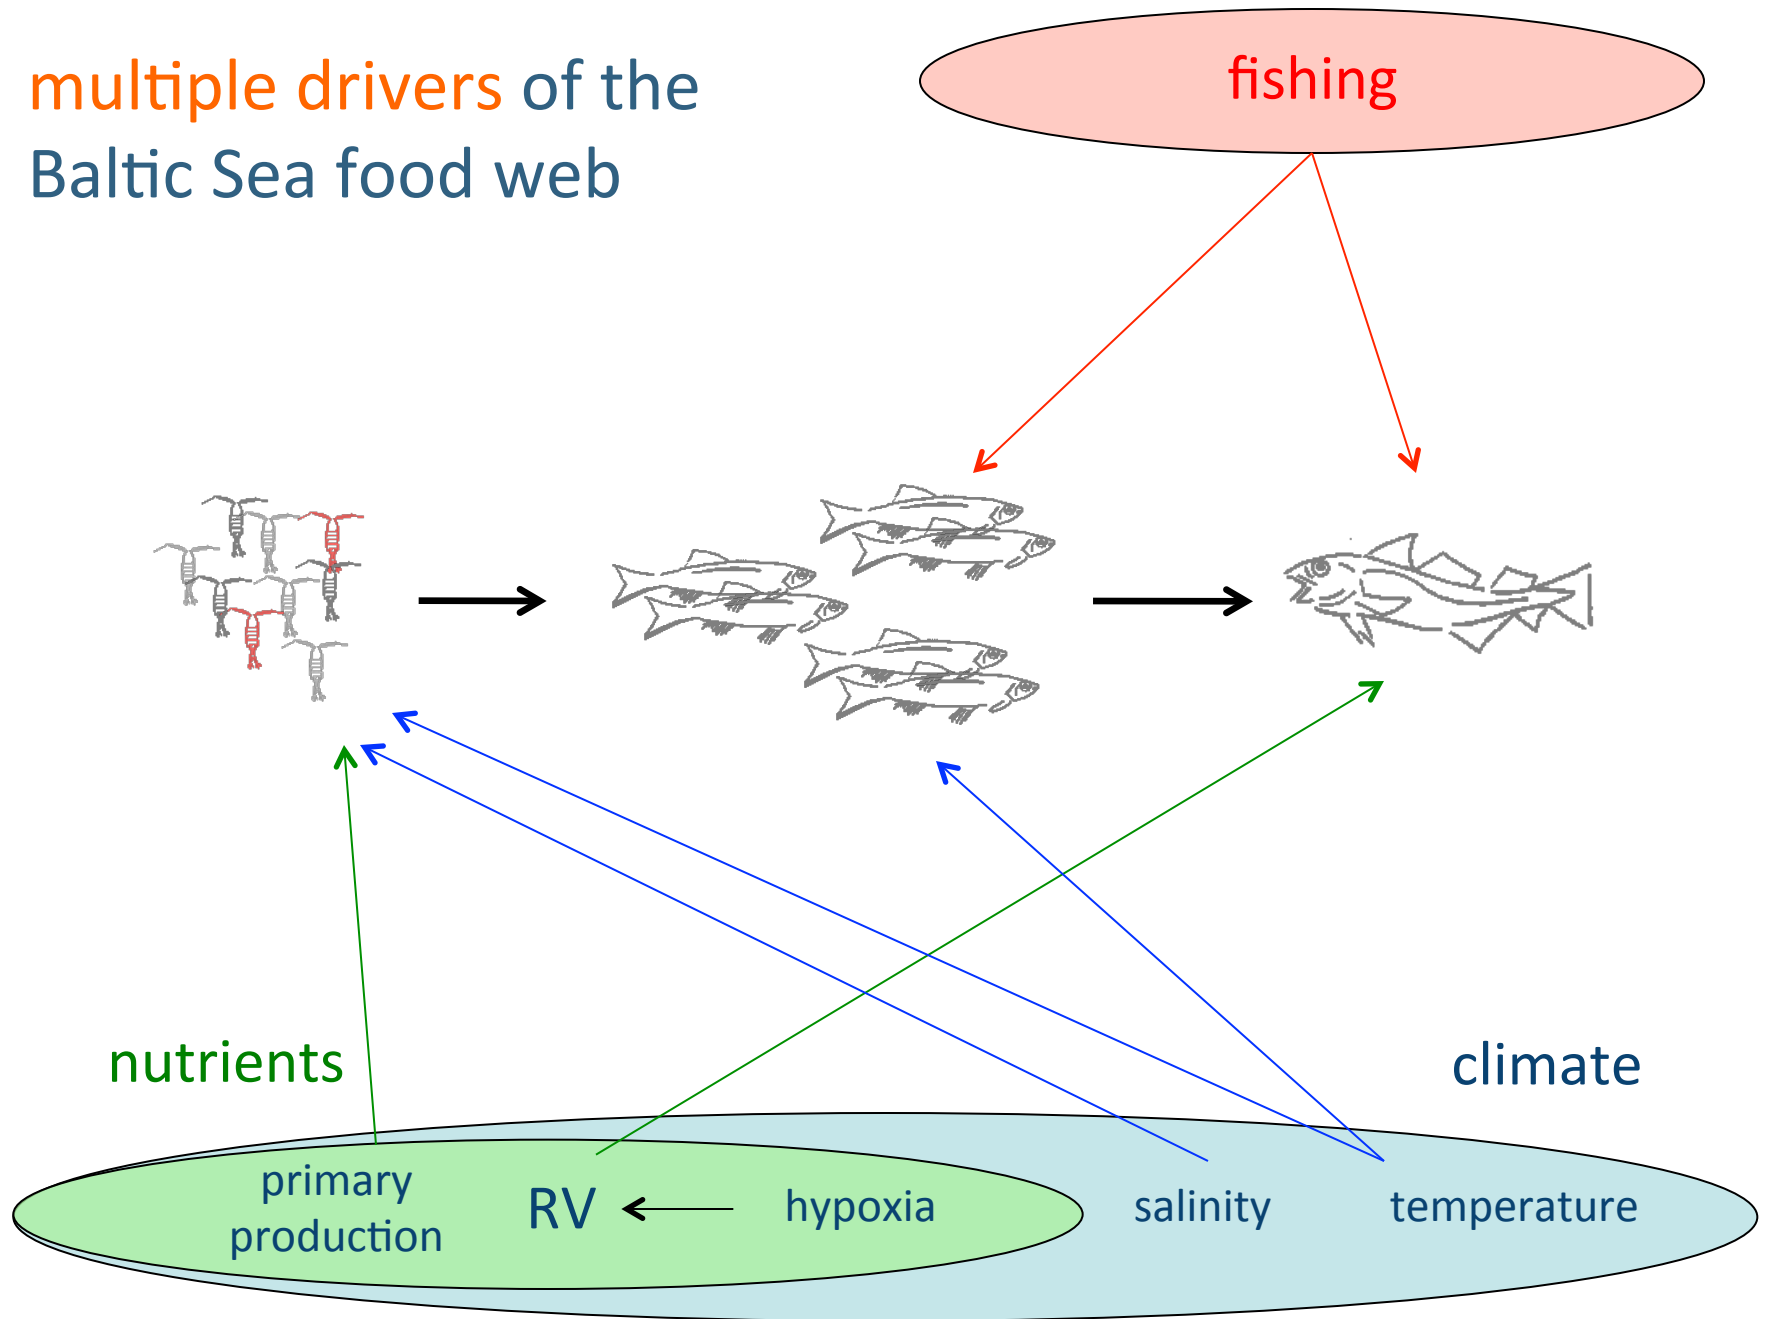 multiple drivers of the
Baltic Sea food web
fishing
nutrients
climate
primary
production
RV
hypoxia
salinity
temperature